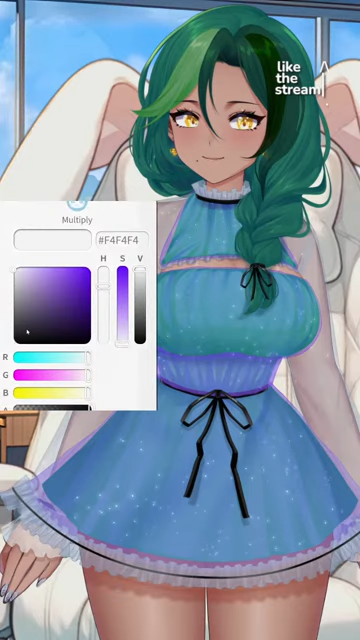 like
the
stream
Multiply
#F4F4F4
H S V
R
G
B
A